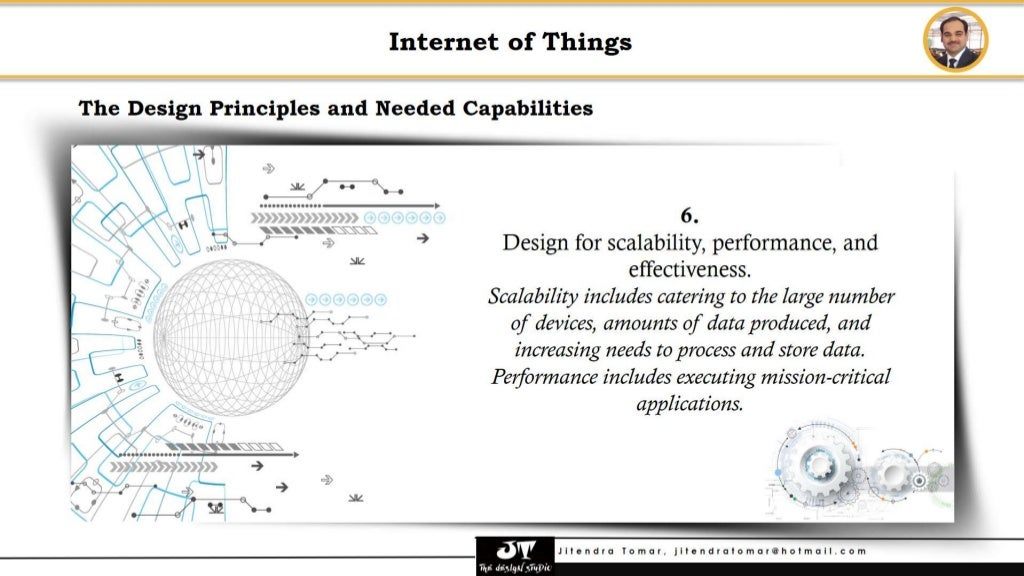 Internet of Things
The Design Principles and Needed Capabilities
6.
Design for scalability, performance, and
effectiveness.
Scalability includes catering to the large number
of devices, amounts of data produced, and
increasing needs to process and store data.
Performance includes executing mission-critical
applications.
JT
The Design Studio
Jitendra Tomar, jitendratomar@hotmail.com